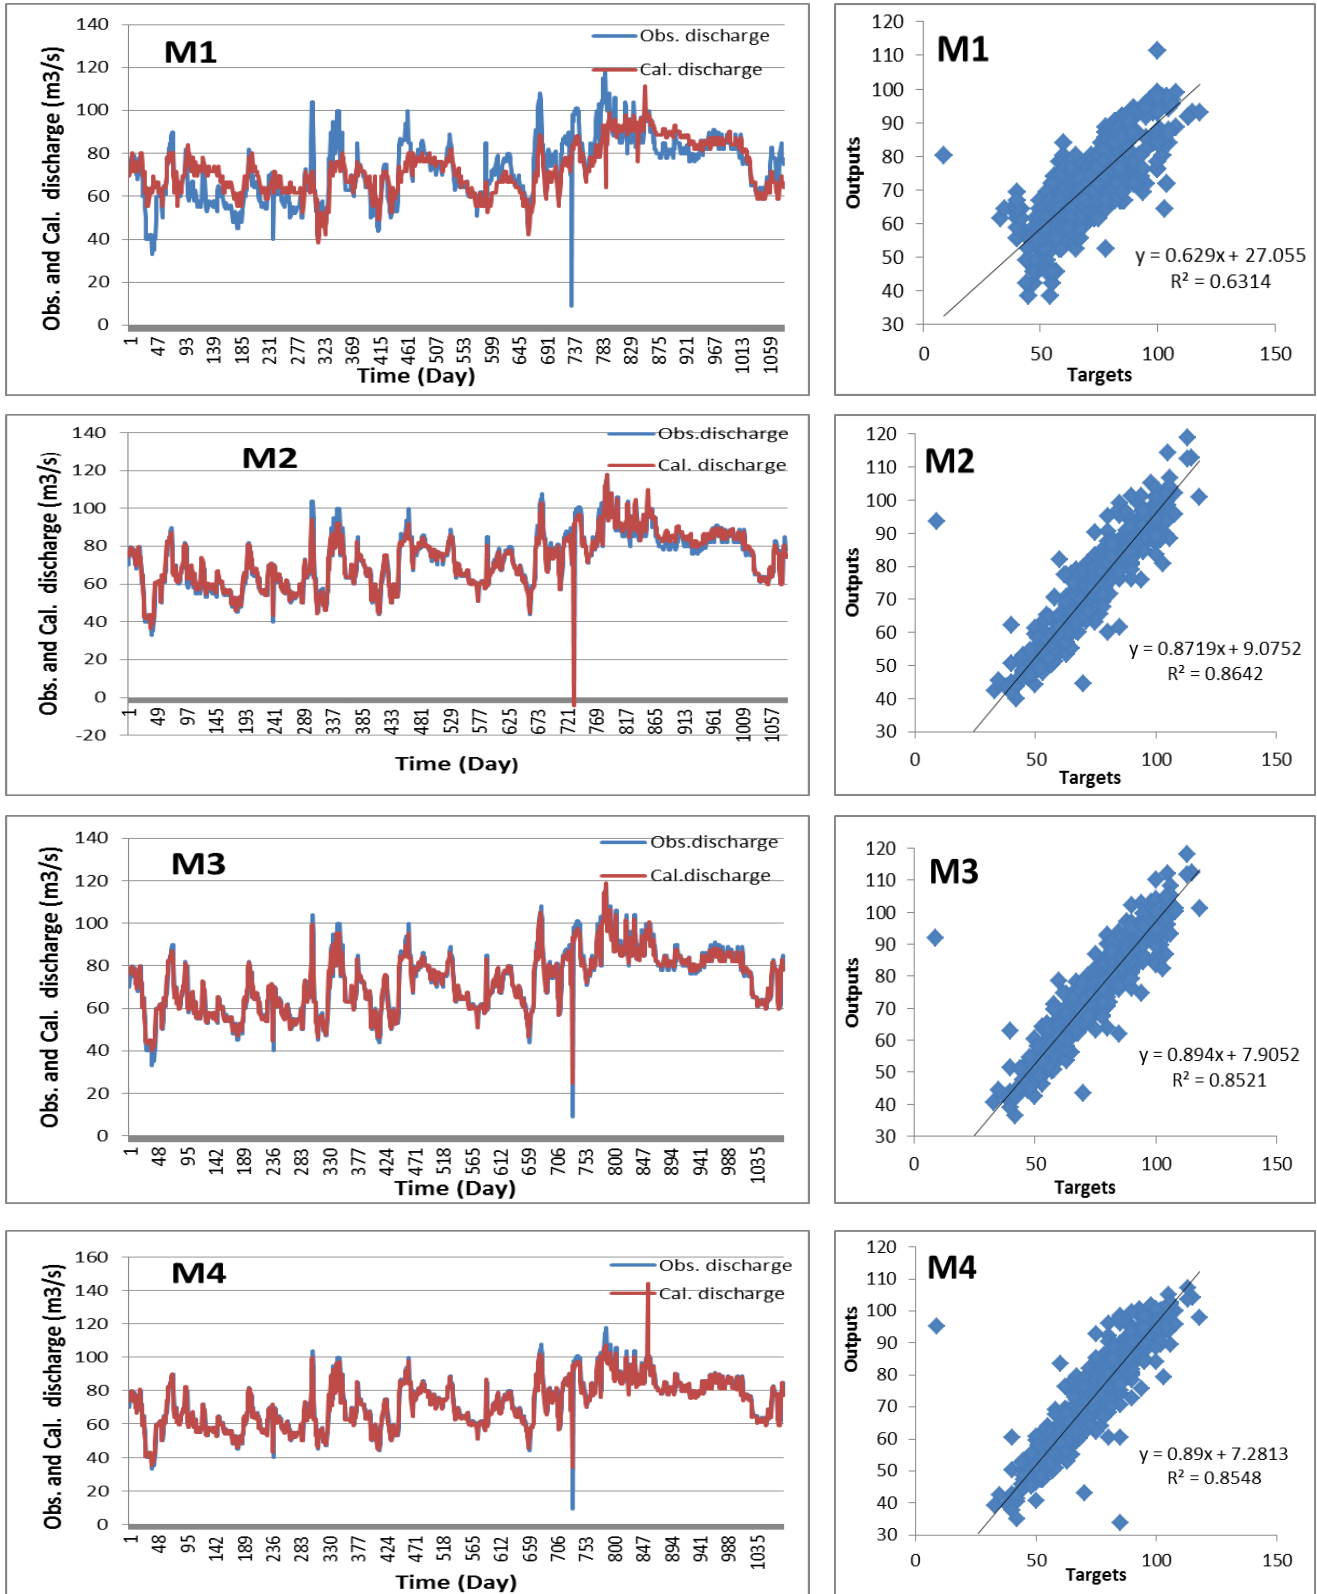 M1
Obs. discharge
Cal. discharge
Obs. and Cal. discharge (m3/s)
140
120
100
80
60
40
20
0
1 47 93 139 185 231 277 323 369 415 461 507 553 599 645 691 737 783 829 875 921 967 1013 1059
Time (Day)
M1
Outputs
120
110
100
90
80
70
60
50
40
30
y = 0.629x + 27.055
R² = 0.6314
0 50 100 150
Targets
M2
Obs.discharge
Cal. discharge
Obs. and Cal. discharge (m3/s)
140
120
100
80
60
40
20
0
-20
1 49 97 145 193 241 289 337 385 433 481 529 577 625 673 721 769 817 865 913 961 1009 1057
Time (Day)
M2
Outputs
120
110
100
90
80
70
60
50
40
30
y = 0.8719x + 9.0752
R² = 0.8642
0 50 100 150
Targets
M3
Obs.discharge
Cal.discharge
Obs. and Cal. discharge (m3/s)
140
120
100
80
60
40
20
0
1 48 95 142 189 236 283 330 377 424 471 518 565 612 659 706 753 800 847 894 941 988 1035
Time (Day)
M3
Outputs
120
110
100
90
80
70
60
50
40
30
y = 0.894x + 7.9052
R² = 0.8521
0 50 100 150
Targets
M4
Obs. discharge
Cal. discharge
Obs. and Cal. discharge (m3/s)
160
140
120
100
80
60
40
20
0
1 48 95 142 189 236 283 330 377 424 471 518 565 612 659 706 753 800 847 894 941 988 1035
Time (Day)
M4
Outputs
120
110
100
90
80
70
60
50
40
30
y = 0.89x + 7.2813
R² = 0.8548
0 50 100 150
Targets